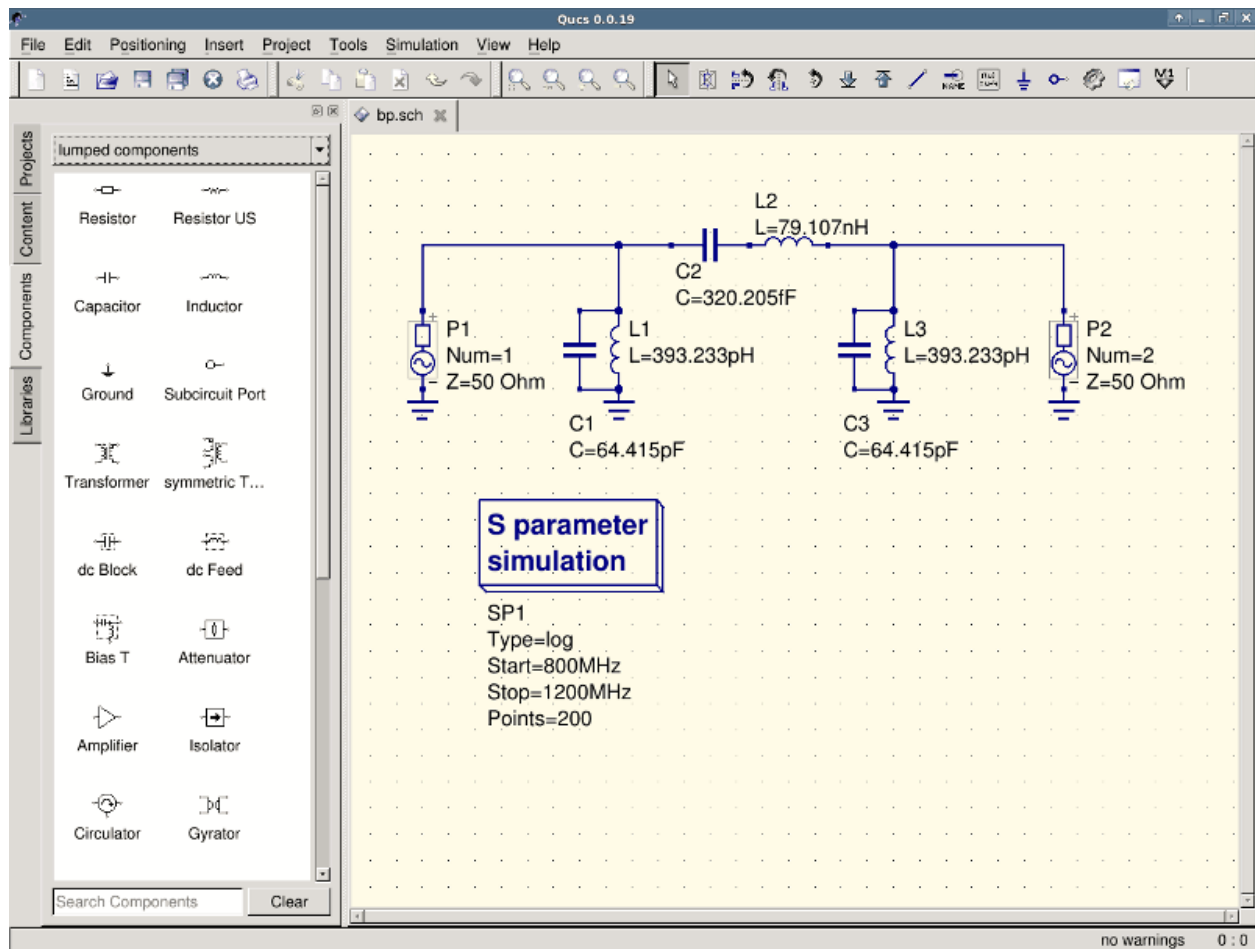 Qucs 0.0.19
File Edit Positioning Insert Project Tools Simulation View Help
NAME
M1
bp.sch
Projects
Content
Components
Libraries
lumped components
Resistor Resistor US
Capacitor Inductor
Ground Subcircuit Port
Transformer symmetric T...
dc Block dc Feed
Bias T Attenuator
Amplifier Isolator
Circulator Gyrator
Search Components Clear
L2
L=79.107nH
C2
C=320.205fF
P1
Num=1
Z=50 Ohm
L1
L=393.233pH
L3
L=393.233pH
P2
Num=2
Z=50 Ohm
C1
C=64.415pF
C3
C=64.415pF
S parameter
simulation
SP1
Type=log
Start=800MHz
Stop=1200MHz
Points=200
no warnings 0 : 0